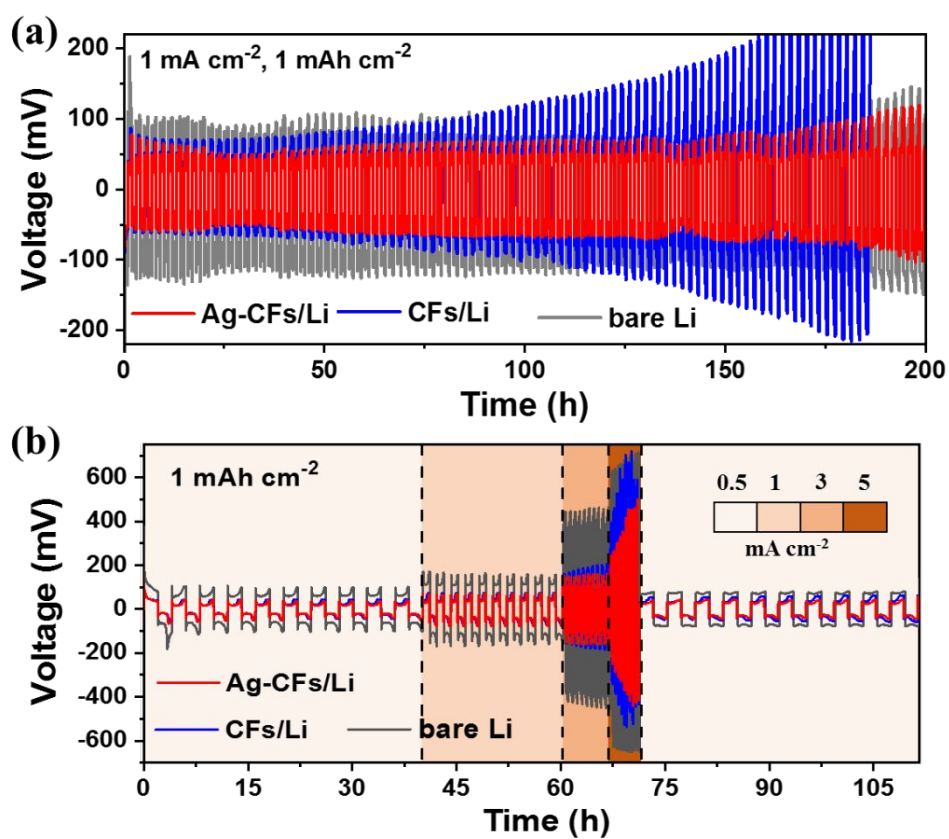 (a)
200
100
0
-100
-200
Voltage (mV)
1 mA cm⁻², 1 mAh cm⁻²
Ag-CFs/Li CFs/Li bare Li
0 50 100 150 200
Time (h)
(b)
600
400
200
0
-200
-400
-600
Voltage (mV)
1 mAh cm⁻²
0.5 1 3 5
mA cm⁻²
Ag-CFs/Li
CFs/Li bare Li
0 15 30 45 60 75 90 105
Time (h)